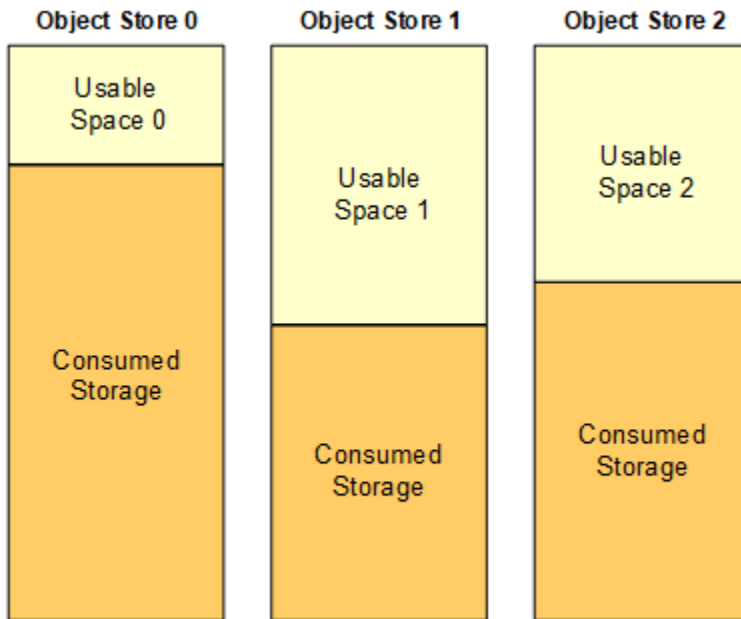 Object Store 0
Object Store 1
Object Store 2
Usable
Space 0
Usable
Space 1
Usable
Space 2
Consumed
Storage
Consumed
Storage
Consumed
Storage